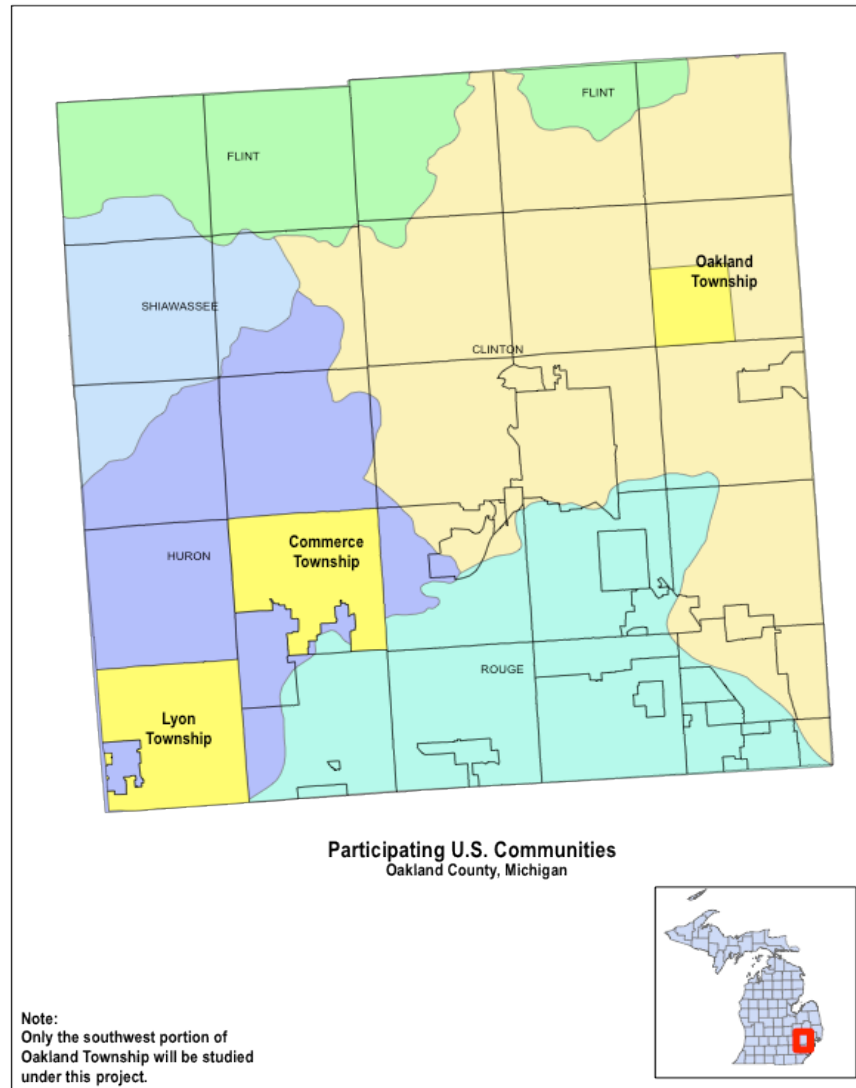 FLINT
FLINT
Oakland
Township
SHIAWASSEE
CLINTON
Commerce
Township
HURON
ROUGE
Lyon
Township
Participating U.S. Communities
Oakland County, Michigan
Note:
Only the southwest portion of
Oakland Township will be studied
under this project.